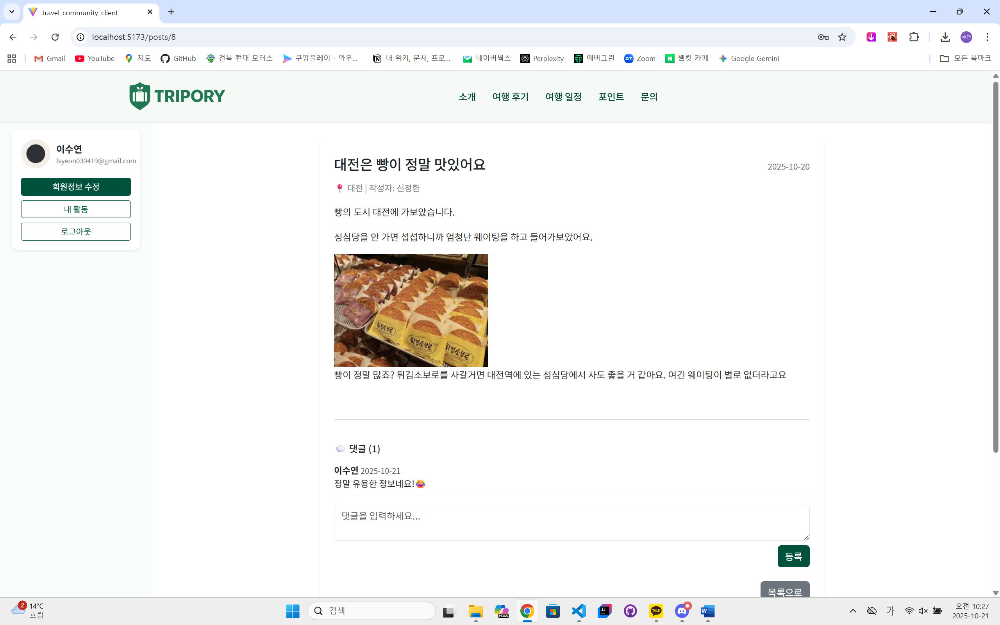 travel-community-client
localhost:5173/posts/8
수연
Gmail
YouTube
지도
GitHub
전북 현대 모터스
쿠팡플레이 - 와우...
내 위키, 문서, 프로...
네이버웍스
Perplexity
에버그린
zm Zoom
N 웹킷 카페
Google Gemini
모든 북마크
TRIPORY
소개 여행 후기 여행 일정 포인트 문의
이수연
lsyeon030419@gmail.com
회원정보 수정
내 활동
로그아웃
대전은 빵이 정말 맛있어요
2025-10-20
대전 | 작성자: 신정환
빵의 도시 대전에 가보았습니다.
성심당을 안 가면 섭섭하니까 엄청난 웨이팅을 하고 들어가보았어요.
튀김소보로
튀김소보로
튀김소보로
빵이 정말 많죠? 튀김소보로를 사갈거면 대전역에 있는 성심당에서 사도 좋을 거 같아요. 여긴 웨이팅이 별로 없더라고요
댓글 (1)
이수연 2025-10-21
정말 유용한 정보네요!😂
댓글을 입력하세요...
등록
목록으로
2
14°C
흐림
검색
M365
IJ
TALK
W
가
오전 10:27
2025-10-21